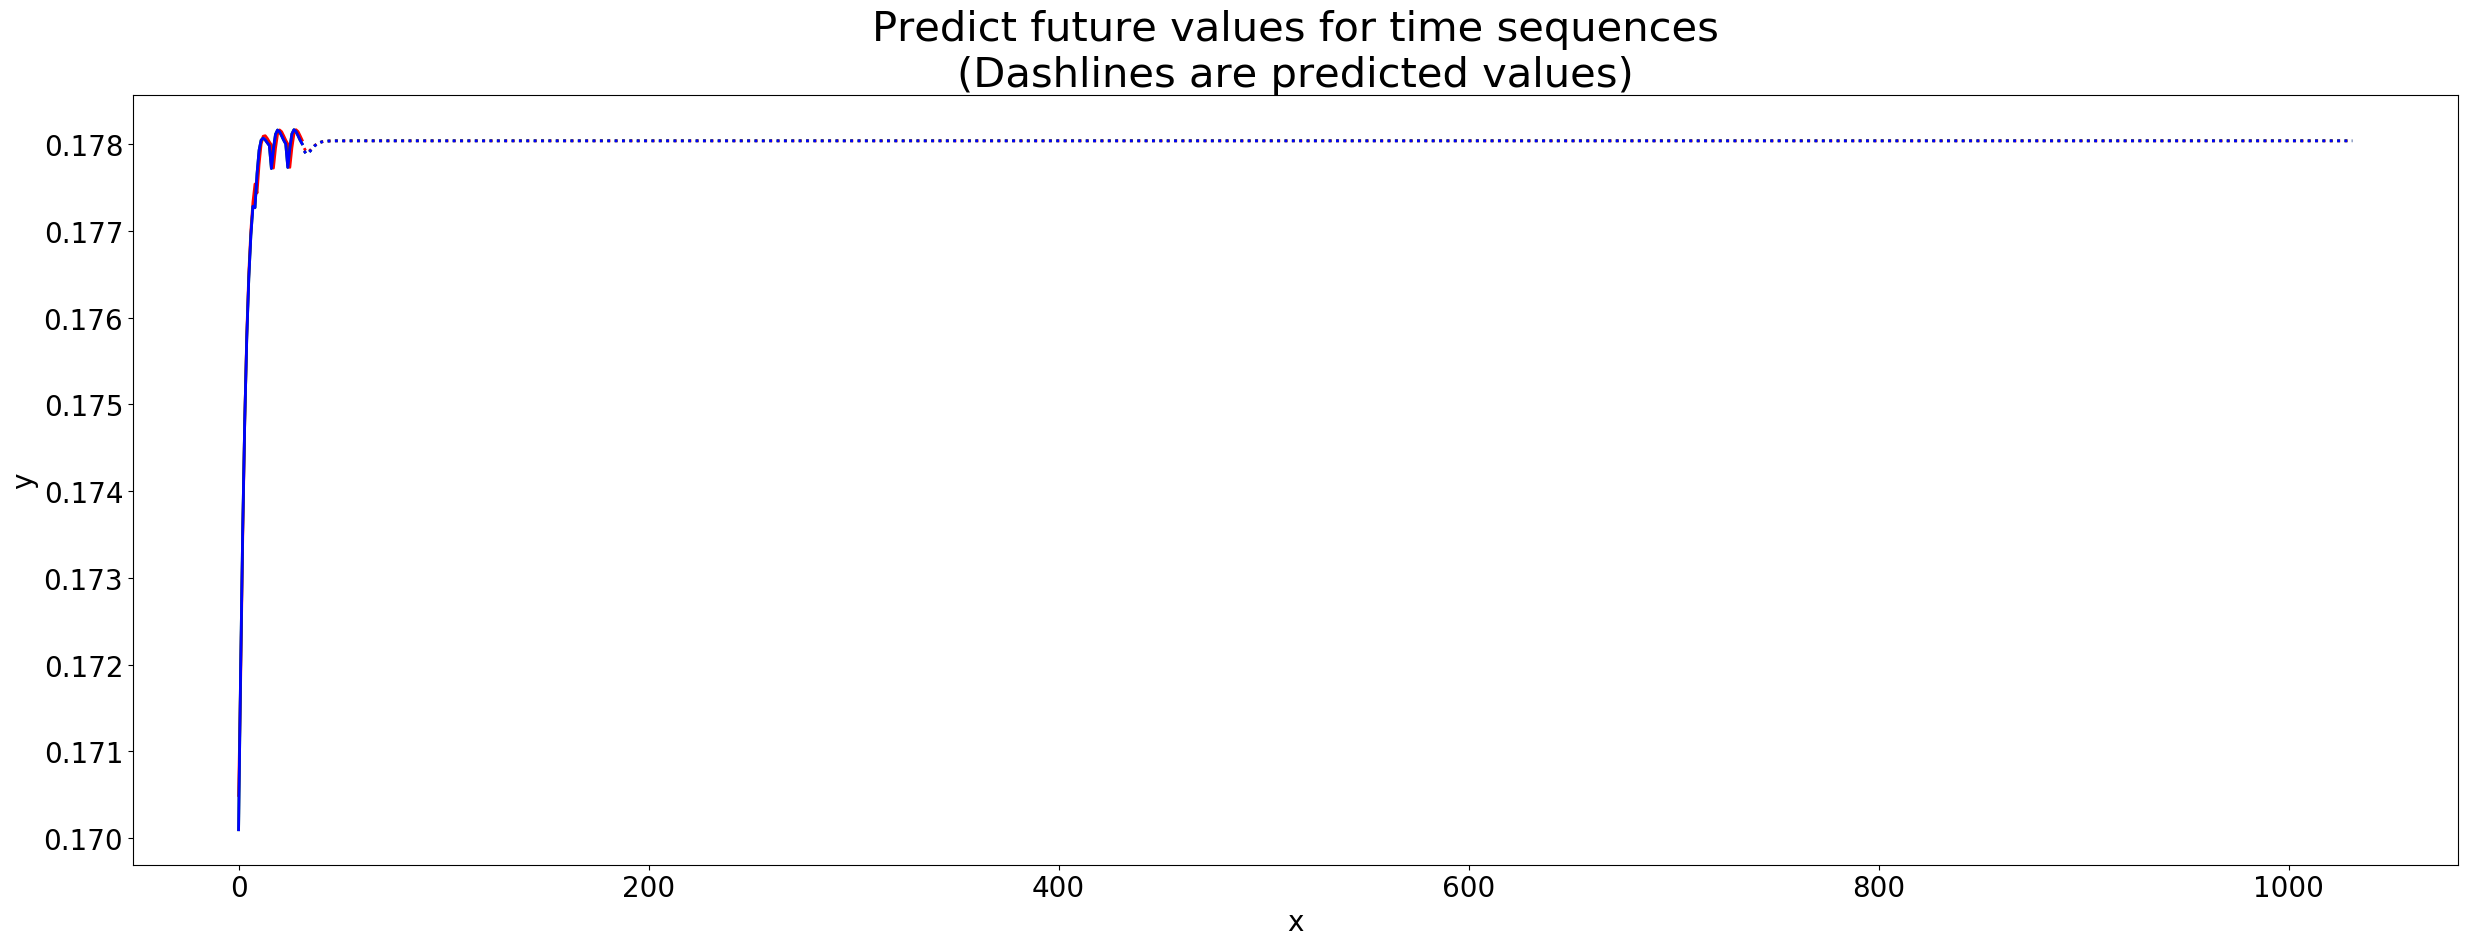 Predict future values for time sequences
(Dashlines are predicted values)
0.178
0.177
0.176
0.175
0.174
0.173
0.172
0.171
0.170
y
0 200 400 600 800 1000
x